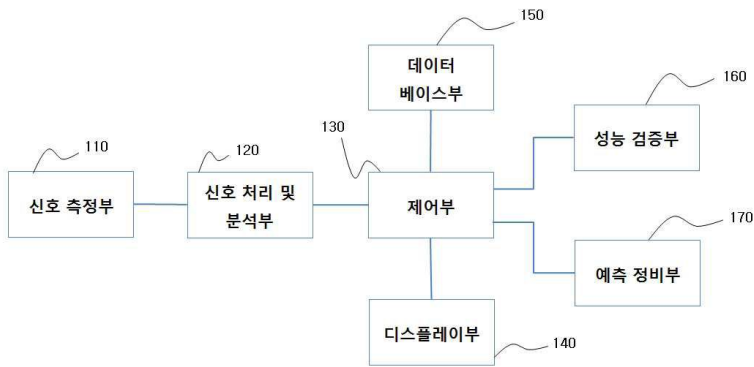 150
데이터
베이스부
160
성능 검증부
130
110
120
신호 측정부
신호 처리 및
분석부
제어부
170
예측 정비부
디스플레이부
140